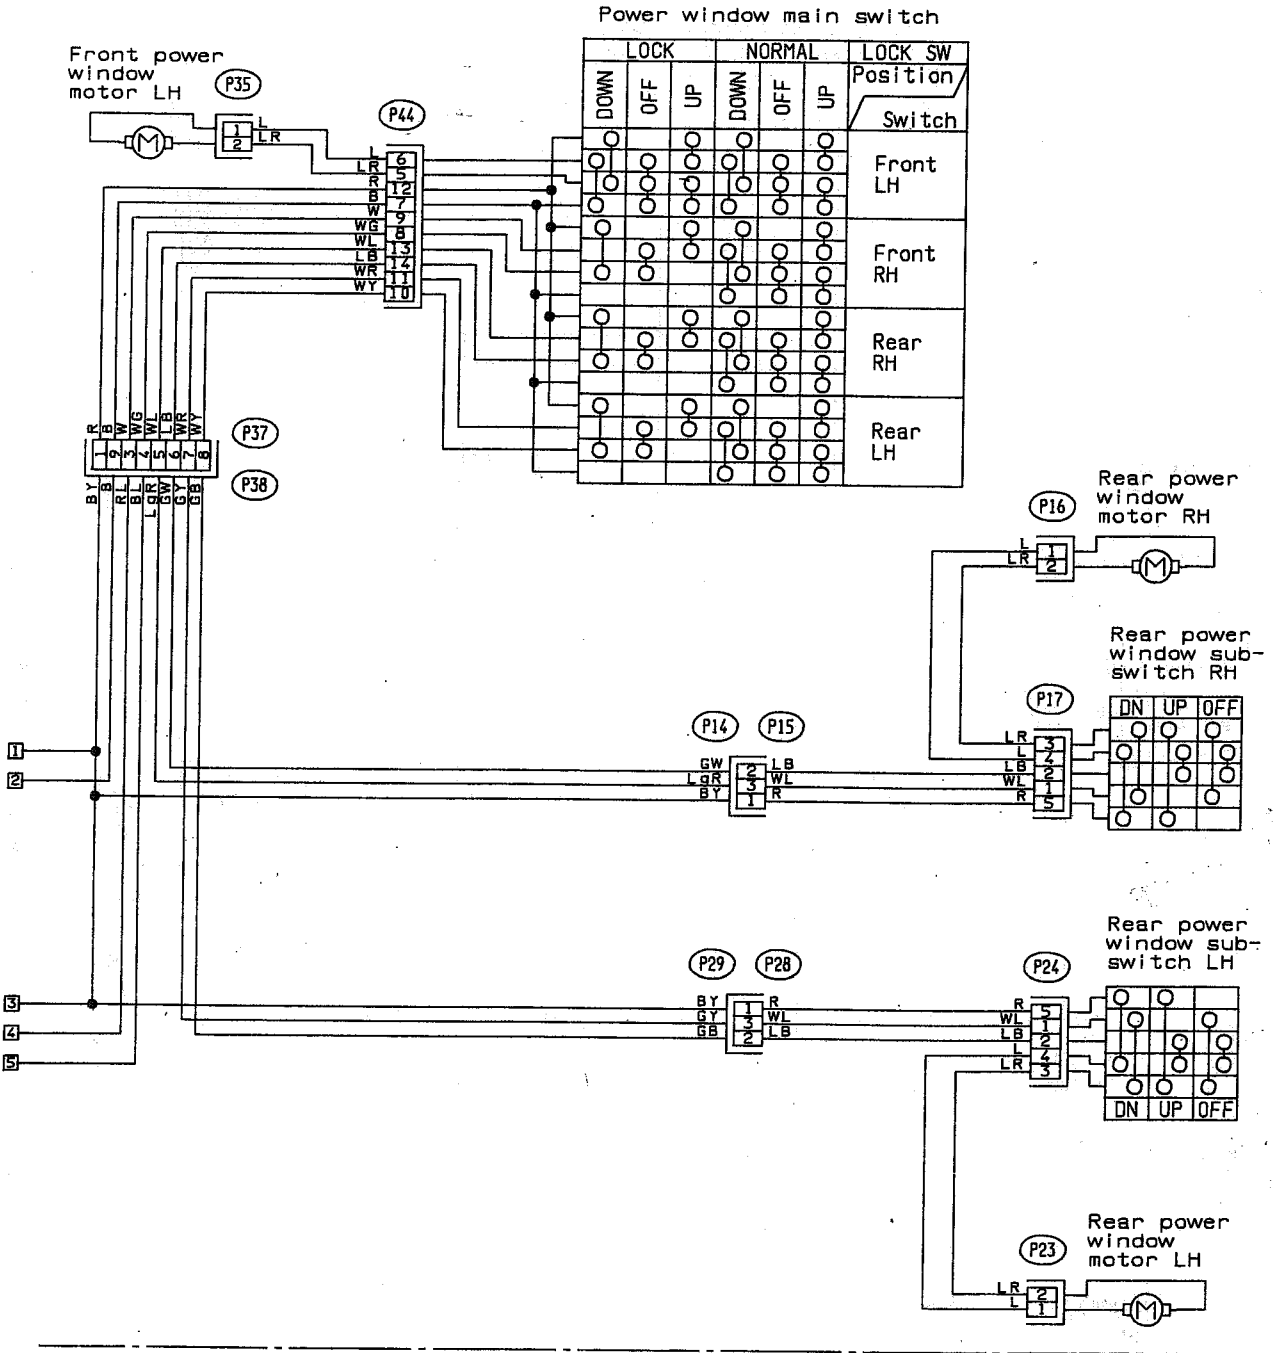 Power window main switch
LOCK NORMAL LOCK SW
DOWN OFF UP DOWN OFF UP Position
Switch
Front
LH
Front
RH
Rear
RH
Rear
LH
Front power
window
motor LH
P35
L 1
LR 2
P44
L 6
LR 5
R 12
B 7
W 9
WG 8
WL 13
LB 14
WR 11
WY 10
R B W WG WL LB WR WY
1 9 3 4 5 6 7 8
BY B RL BL LgR GW GY GB
P37
P38
Rear power
window
motor RH
P16
L 1
LR 2
Rear power
window sub-
switch RH
P17
DN UP OFF
LR 3
L 4
LB 2
WL 1
R 5
P14 P15
GW 2 LB
LgR 3 WL
BY 1 R
1
2
Rear power
window sub-
switch LH
P29 P28
BY 1 R
GY 3 WL
GB 2 LB
P24
R 5
WL 1
LB 2
L 4
LR 3
DN UP OFF
3
4
5
Rear power
window
motor LH
P23
LR 2
L 1
M
M
M